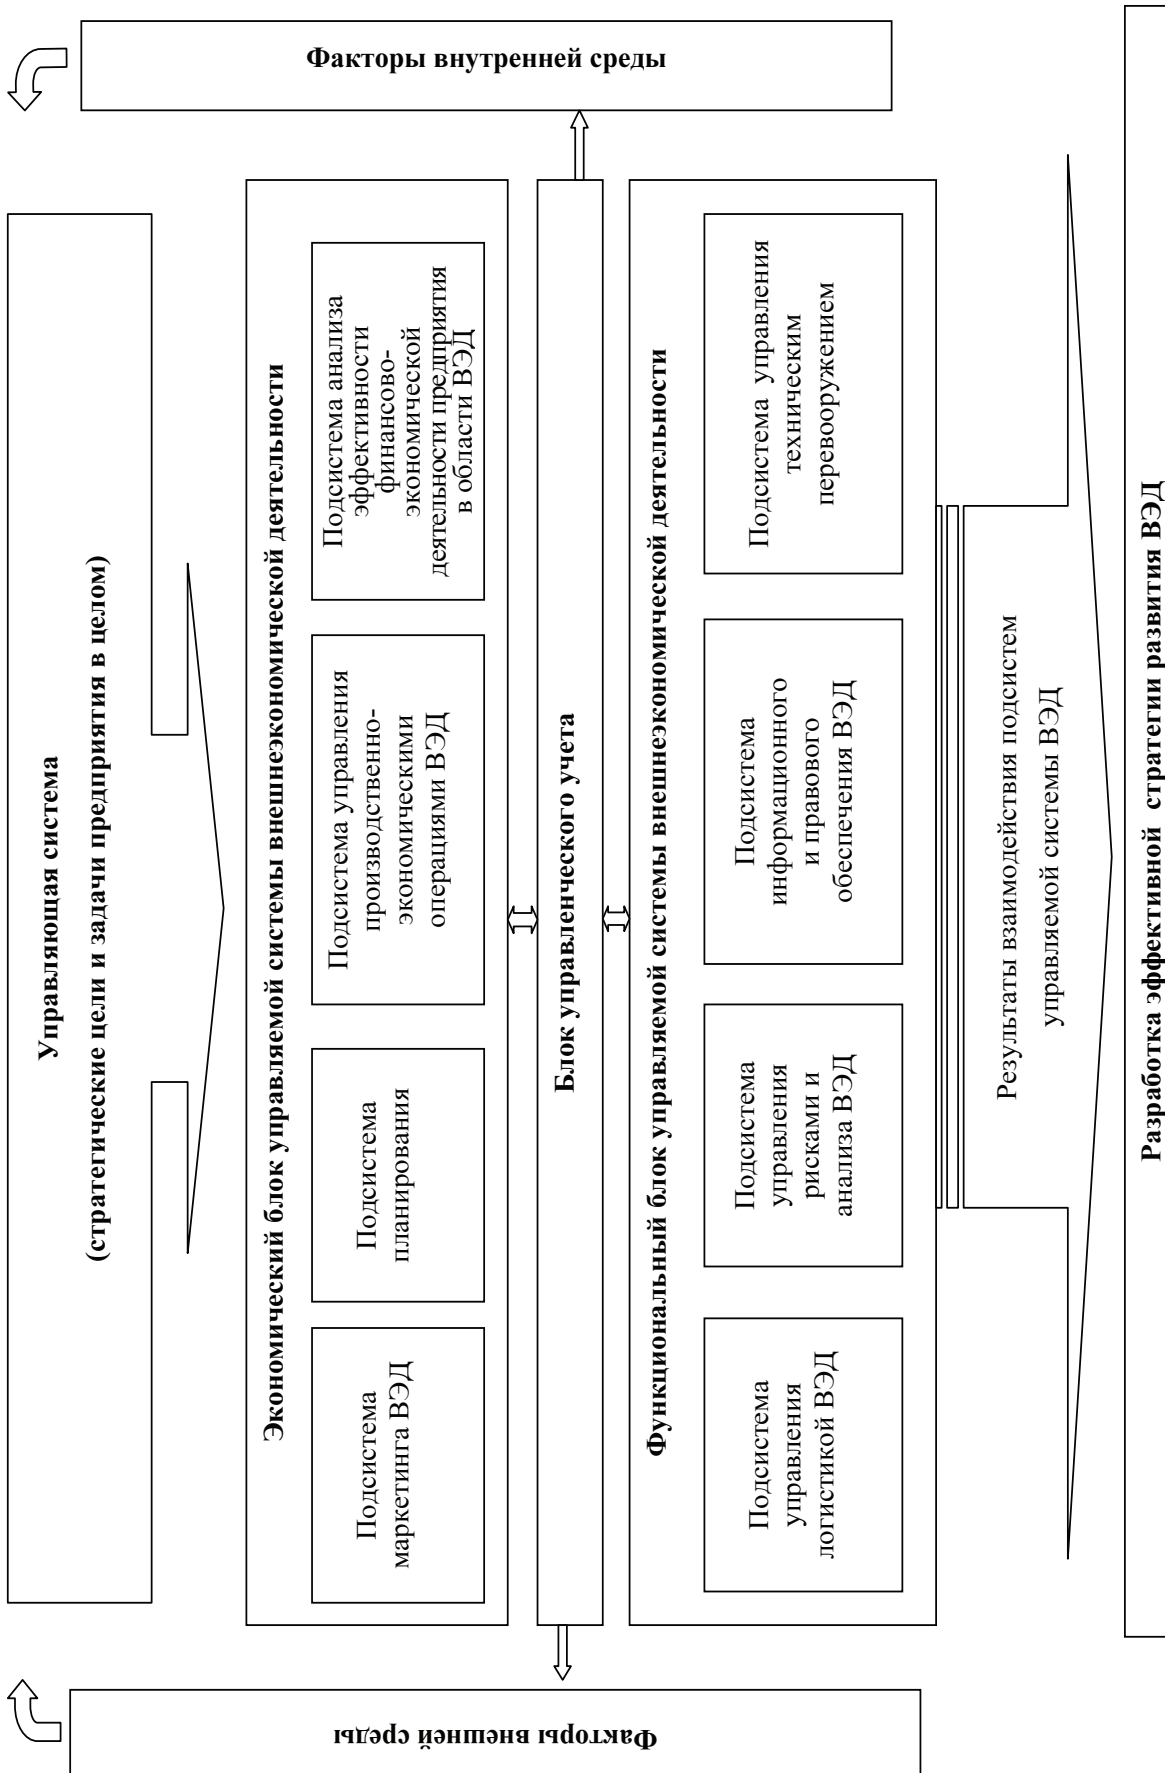 Управляющая система
(стратегические цели и задачи предприятия в целом)
Факторы внешней среды
Факторы внутренней среды
Экономический блок управляемой системы внешнеэкономической деятельности
Подсистема
маркетинга ВЭД
Подсистема
планирования
Подсистема управления
производственно-
экономическими
операциями ВЭД
Подсистема анализа
эффективности
финансово-
экономической
деятельности предприятия
в области ВЭД
Блок управленческого учета
Функциональный блок управляемой системы внешнеэкономической деятельности
Подсистема
управления
логистикой ВЭД
Подсистема
управления
рисками и
анализа ВЭД
Подсистема
информационного
и правового
обеспечения ВЭД
Подсистема управления
техническим
перевооружением
Результаты взаимодействия подсистем
управляемой системы ВЭД
Разработка эффективной стратегии развития ВЭД